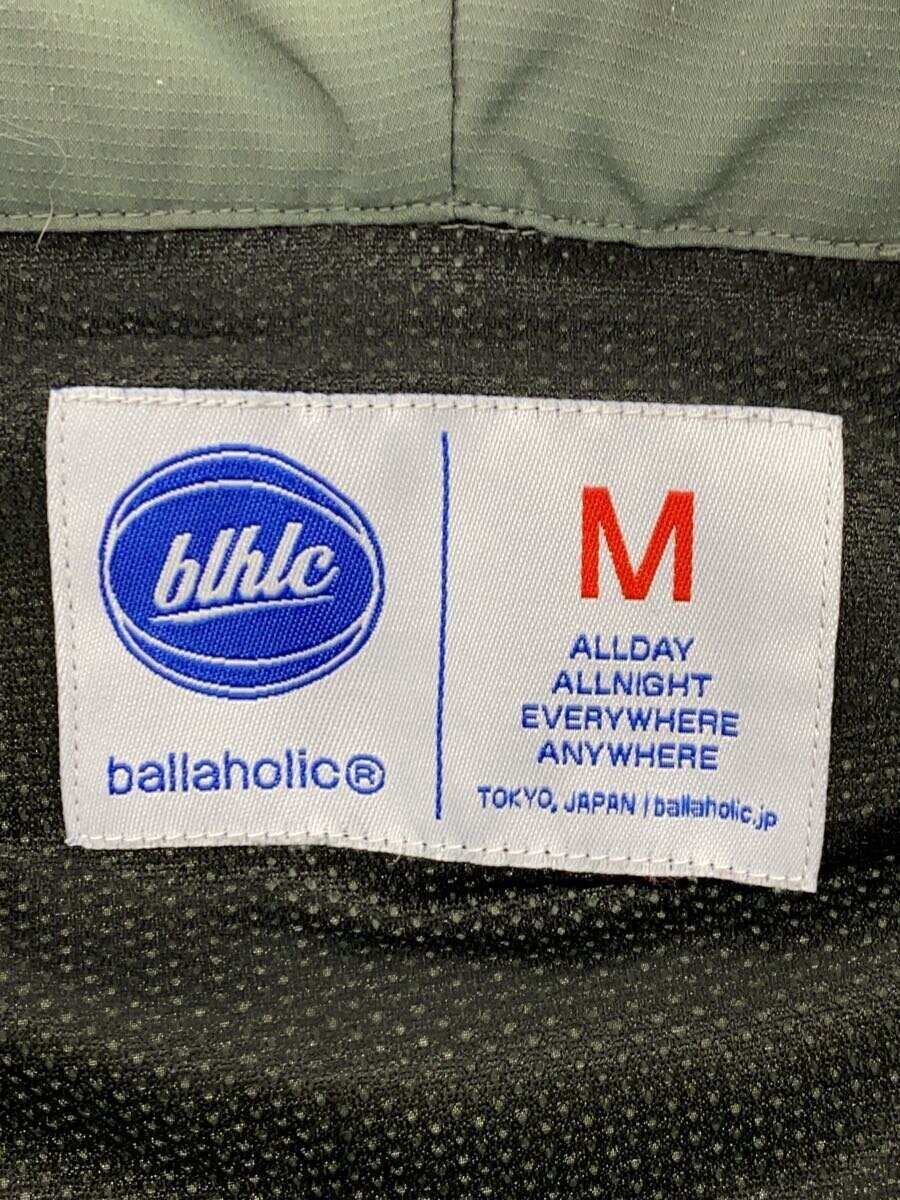 blhlc
ballaholic®
M
ALLDAY
ALLNIGHT
EVERYWHERE
ANYWHERE
TOKYO, JAPAN / ballaholic.jp